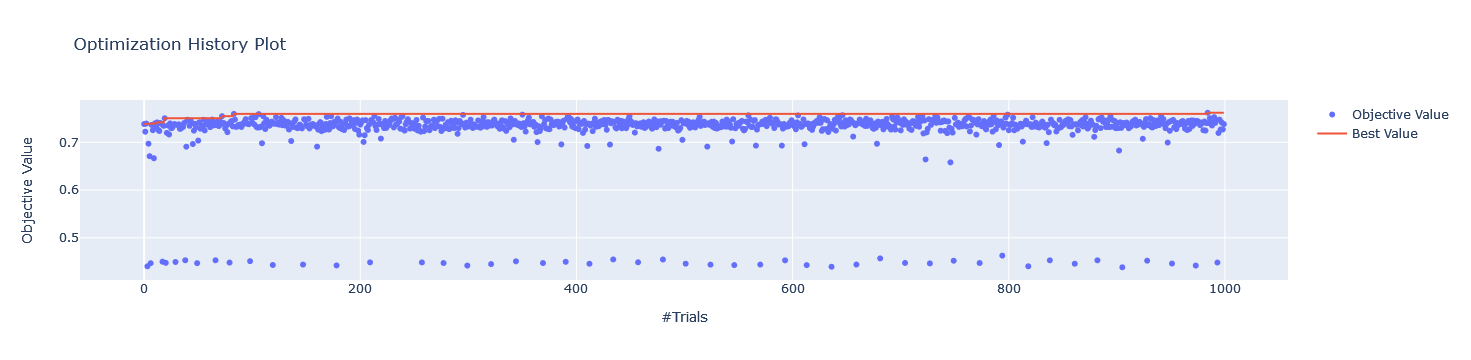 Optimization History Plot
Objective Value
Best Value
0.7
0.6
0.5
Objective Value
0 200 400 600 800 1000
#Trials